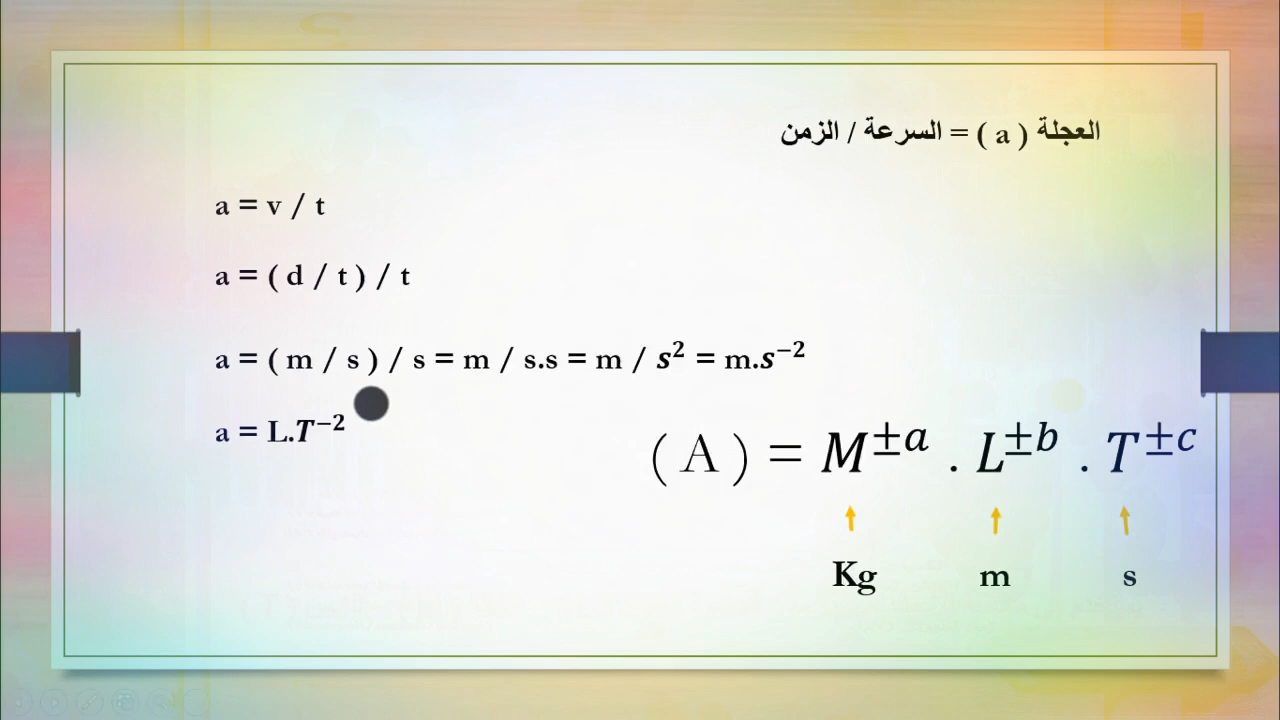 العجلة ( a ) = السرعة / الزمن
a = v / t
a = ( d / t ) / t
a = ( m / s ) / s = m / s.s = m / s² = m.s⁻²
a = L.T⁻²
( A ) = M^{±a} . L^{±b} . T^{±c}
Kg m s